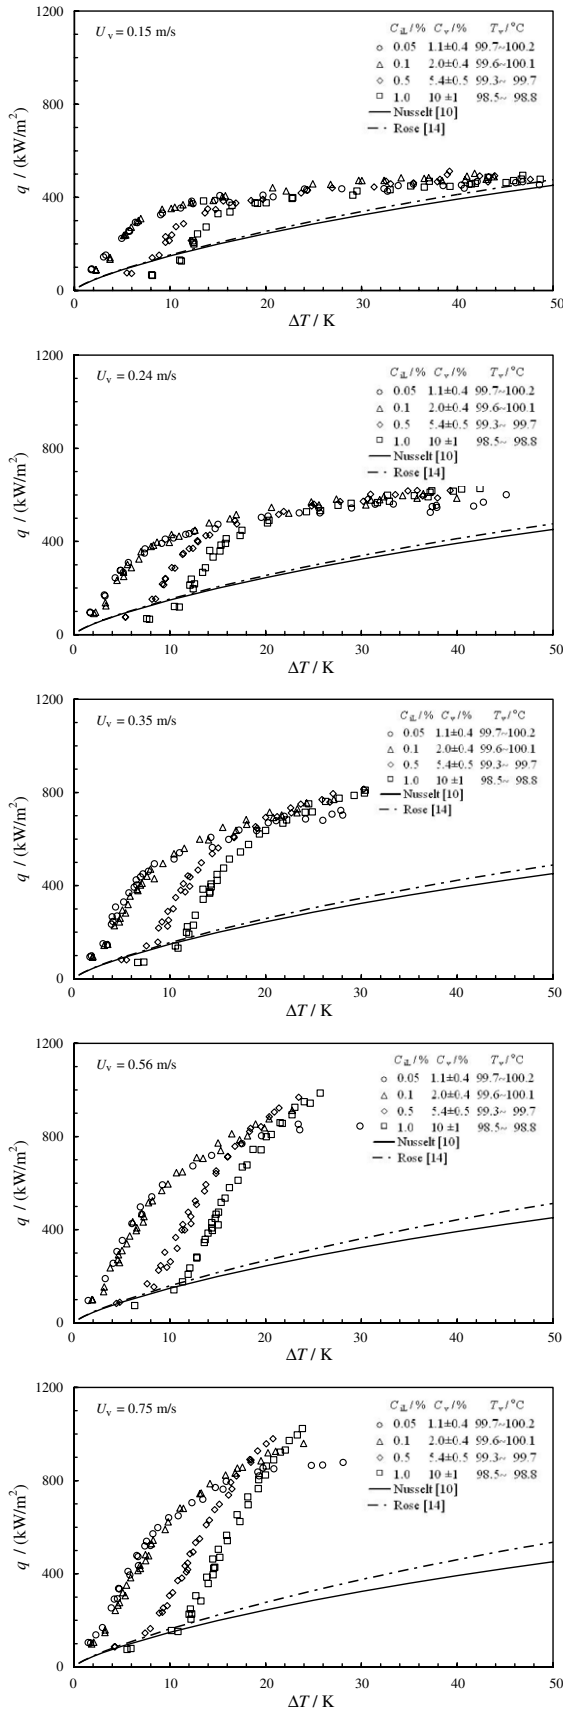 1200
U_v = 0.15 m/s
C_iL / % C_v / % T_v / °C
0.05 1.1±0.4 99.7~100.2
0.1 2.0±0.4 99.6~100.1
0.5 5.4±0.5 99.3~ 99.7
1.0 10 ±1 98.5~ 98.8
Nusselt [10]
Rose [14]
800
400
0
q / (kW/m²)
0 10 20 30 40 50
ΔT / K
1200
U_v = 0.24 m/s
C_iL / % C_v / % T_v / °C
0.05 1.1±0.4 99.7~100.2
0.1 2.0±0.4 99.6~100.1
0.5 5.4±0.5 99.3~ 99.7
1.0 10 ±1 98.5~ 98.8
Nusselt [10]
Rose [14]
800
400
0
q / (kW/m²)
0 10 20 30 40 50
ΔT / K
1200
U_v = 0.35 m/s
C_iL / % C_v / % T_v / °C
0.05 1.1±0.4 99.7~100.2
0.1 2.0±0.4 99.6~100.1
0.5 5.4±0.5 99.3~ 99.7
1.0 10 ±1 98.5~ 98.8
Nusselt [10]
Rose [14]
800
400
0
q / (kW/m²)
0 10 20 30 40 50
ΔT / K
1200
U_v = 0.56 m/s
C_iL / % C_v / % T_v / °C
0.05 1.1±0.4 99.7~100.2
0.1 2.0±0.4 99.6~100.1
0.5 5.4±0.5 99.3~ 99.7
1.0 10 ±1 98.5~ 98.8
Nusselt [10]
Rose [14]
800
400
0
q / (kW/m²)
0 10 20 30 40 50
ΔT / K
1200
U_v = 0.75 m/s
C_iL / % C_v / % T_v / °C
0.05 1.1±0.4 99.7~100.2
0.1 2.0±0.4 99.6~100.1
0.5 5.4±0.5 99.3~ 99.7
1.0 10 ±1 98.5~ 98.8
Nusselt [10]
Rose [14]
800
400
0
q / (kW/m²)
0 10 20 30 40 50
ΔT / K